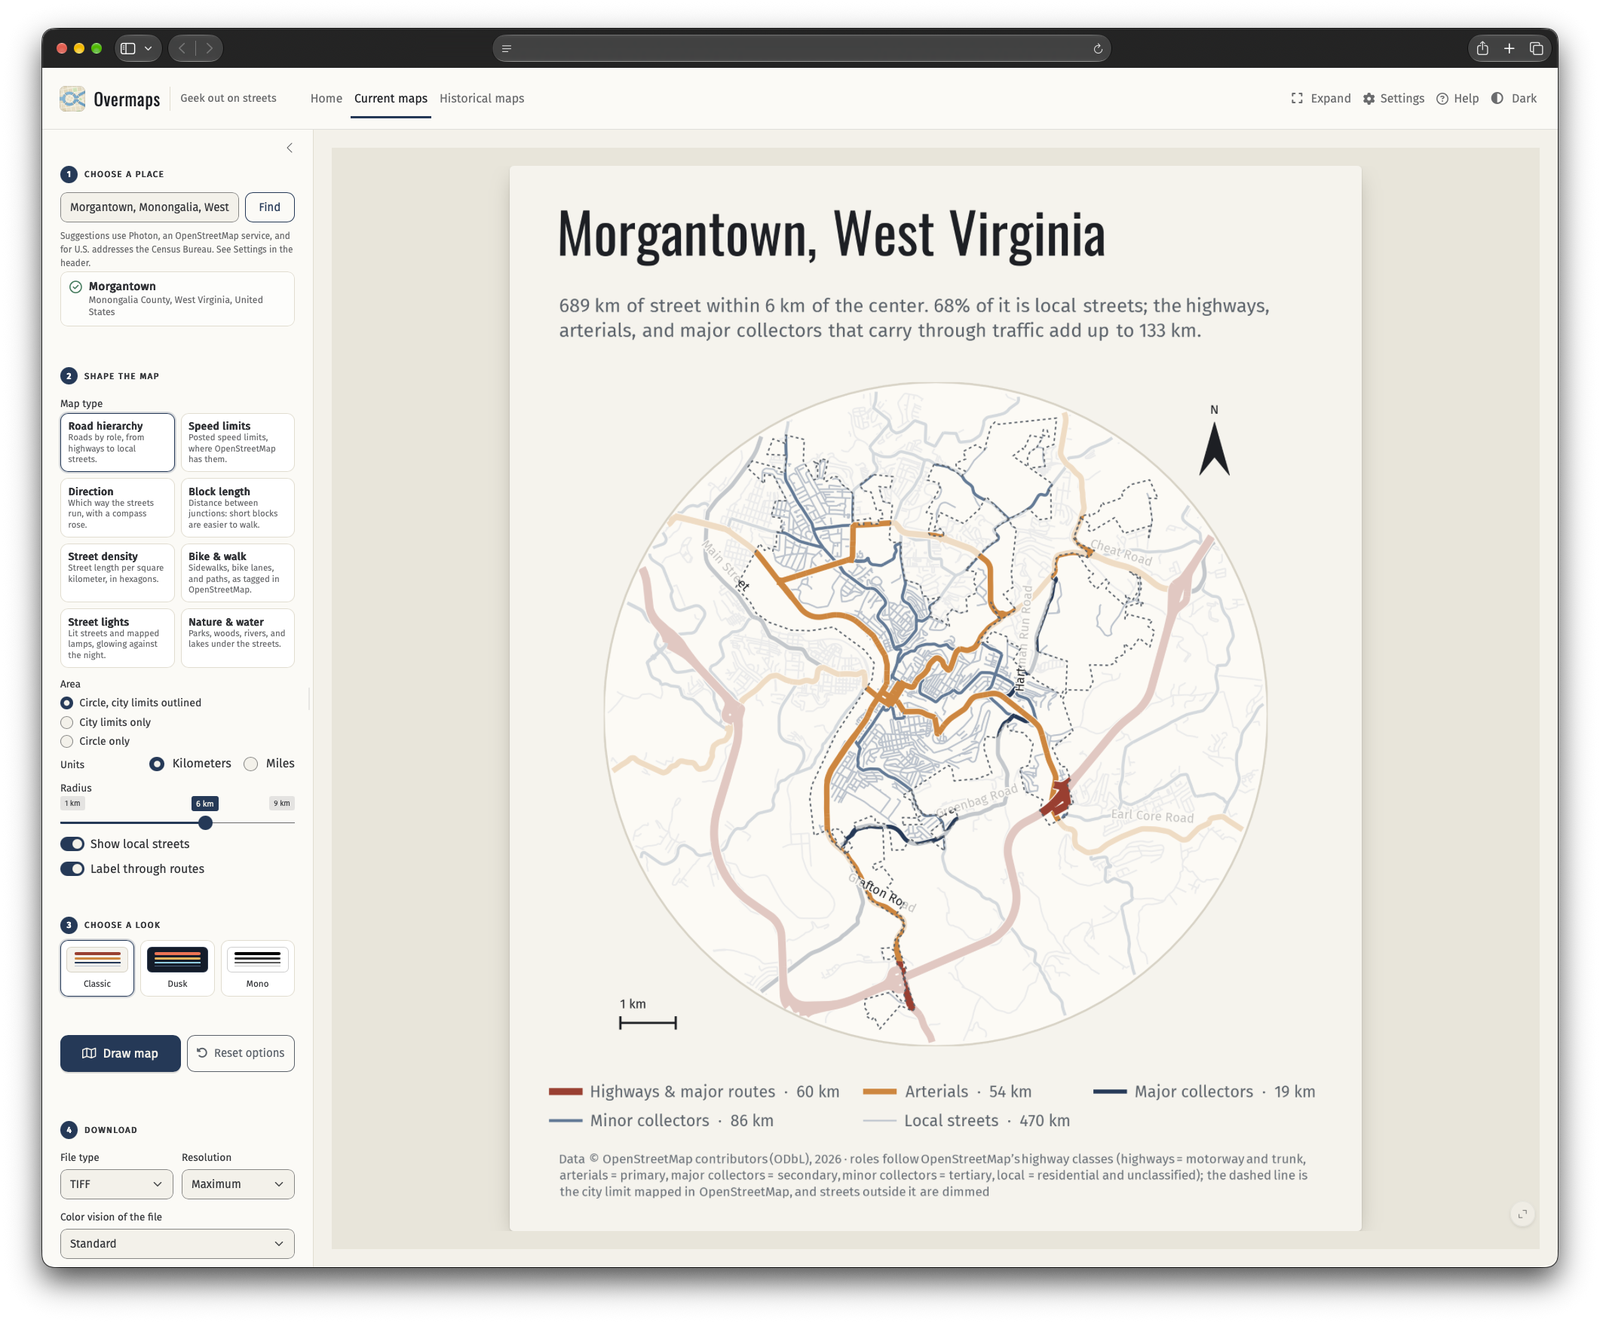 Overmaps
Geek out on streets
Home
Current maps
Historical maps
Expand
Settings
Help
Dark
1
CHOOSE A PLACE
Morgantown, Monongalia, West
Find
Suggestions use Photon, an OpenStreetMap service, and
for U.S. addresses the Census Bureau. See Settings in the
header.
Morgantown
Monongalia County, West Virginia, United
States
2
SHAPE THE MAP
Map type
Road hierarchy
Roads by role, from
highways to local
streets.
Speed limits
Posted speed limits,
where OpenStreetMap
has them.
Direction
Which way the streets
run, with a compass
rose.
Block length
Distance between
junctions: short blocks
are easier to walk.
Street density
Street length per square
kilometer, in hexagons.
Bike & walk
Sidewalks, bike lanes,
and paths, as tagged in
OpenStreetMap.
Street lights
Lit streets and mapped
lamps, glowing against
the night.
Nature & water
Parks, woods, rivers, and
lakes under the streets.
Area
Circle, city limits outlined
City limits only
Circle only
Units
Kilometers
Miles
Radius
1 km
6 km
9 km
Show local streets
Label through routes
3
CHOOSE A LOOK
Classic
Dusk
Mono
Draw map
Reset options
4
DOWNLOAD
File type
Resolution
TIFF
Maximum
Color vision of the file
Standard
Morgantown, West Virginia
689 km of street within 6 km of the center. 68% of it is local streets; the highways,
arterials, and major collectors that carry through traffic add up to 133 km.
N
Main Street
Cheat Road
Hartman Run Road
Greenbag Road
Earl Core Road
Grafton Road
1 km
Highways & major routes · 60 km
Arterials · 54 km
Major collectors · 19 km
Minor collectors · 86 km
Local streets · 470 km
Data © OpenStreetMap contributors (ODbL), 2026 · roles follow OpenStreetMap's highway classes (highways = motorway and trunk,
arterials = primary, major collectors = secondary, minor collectors = tertiary, local = residential and unclassified); the dashed line is
the city limit mapped in OpenStreetMap, and streets outside it are dimmed